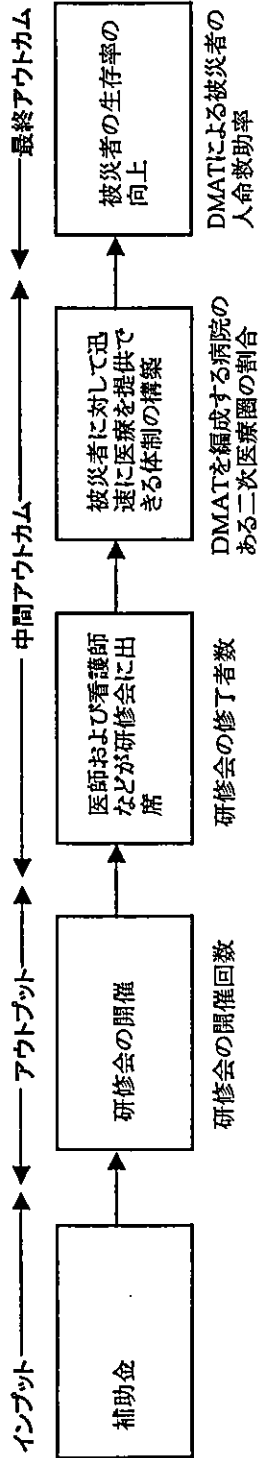 インプット
アウトプット
中間アウトカム
最終アウトカム
補助金
研修会の開催
研修会の開催回数
医師および看護師
などが研修会に出
席
研修会の修了者数
被災者に対して迅
速に医療を提供で
きる体制の構築
DMATを編成する病院の
ある二次医療圏の割合
被災者の生存率の
向上
DMATによる被災者の
人命救助率